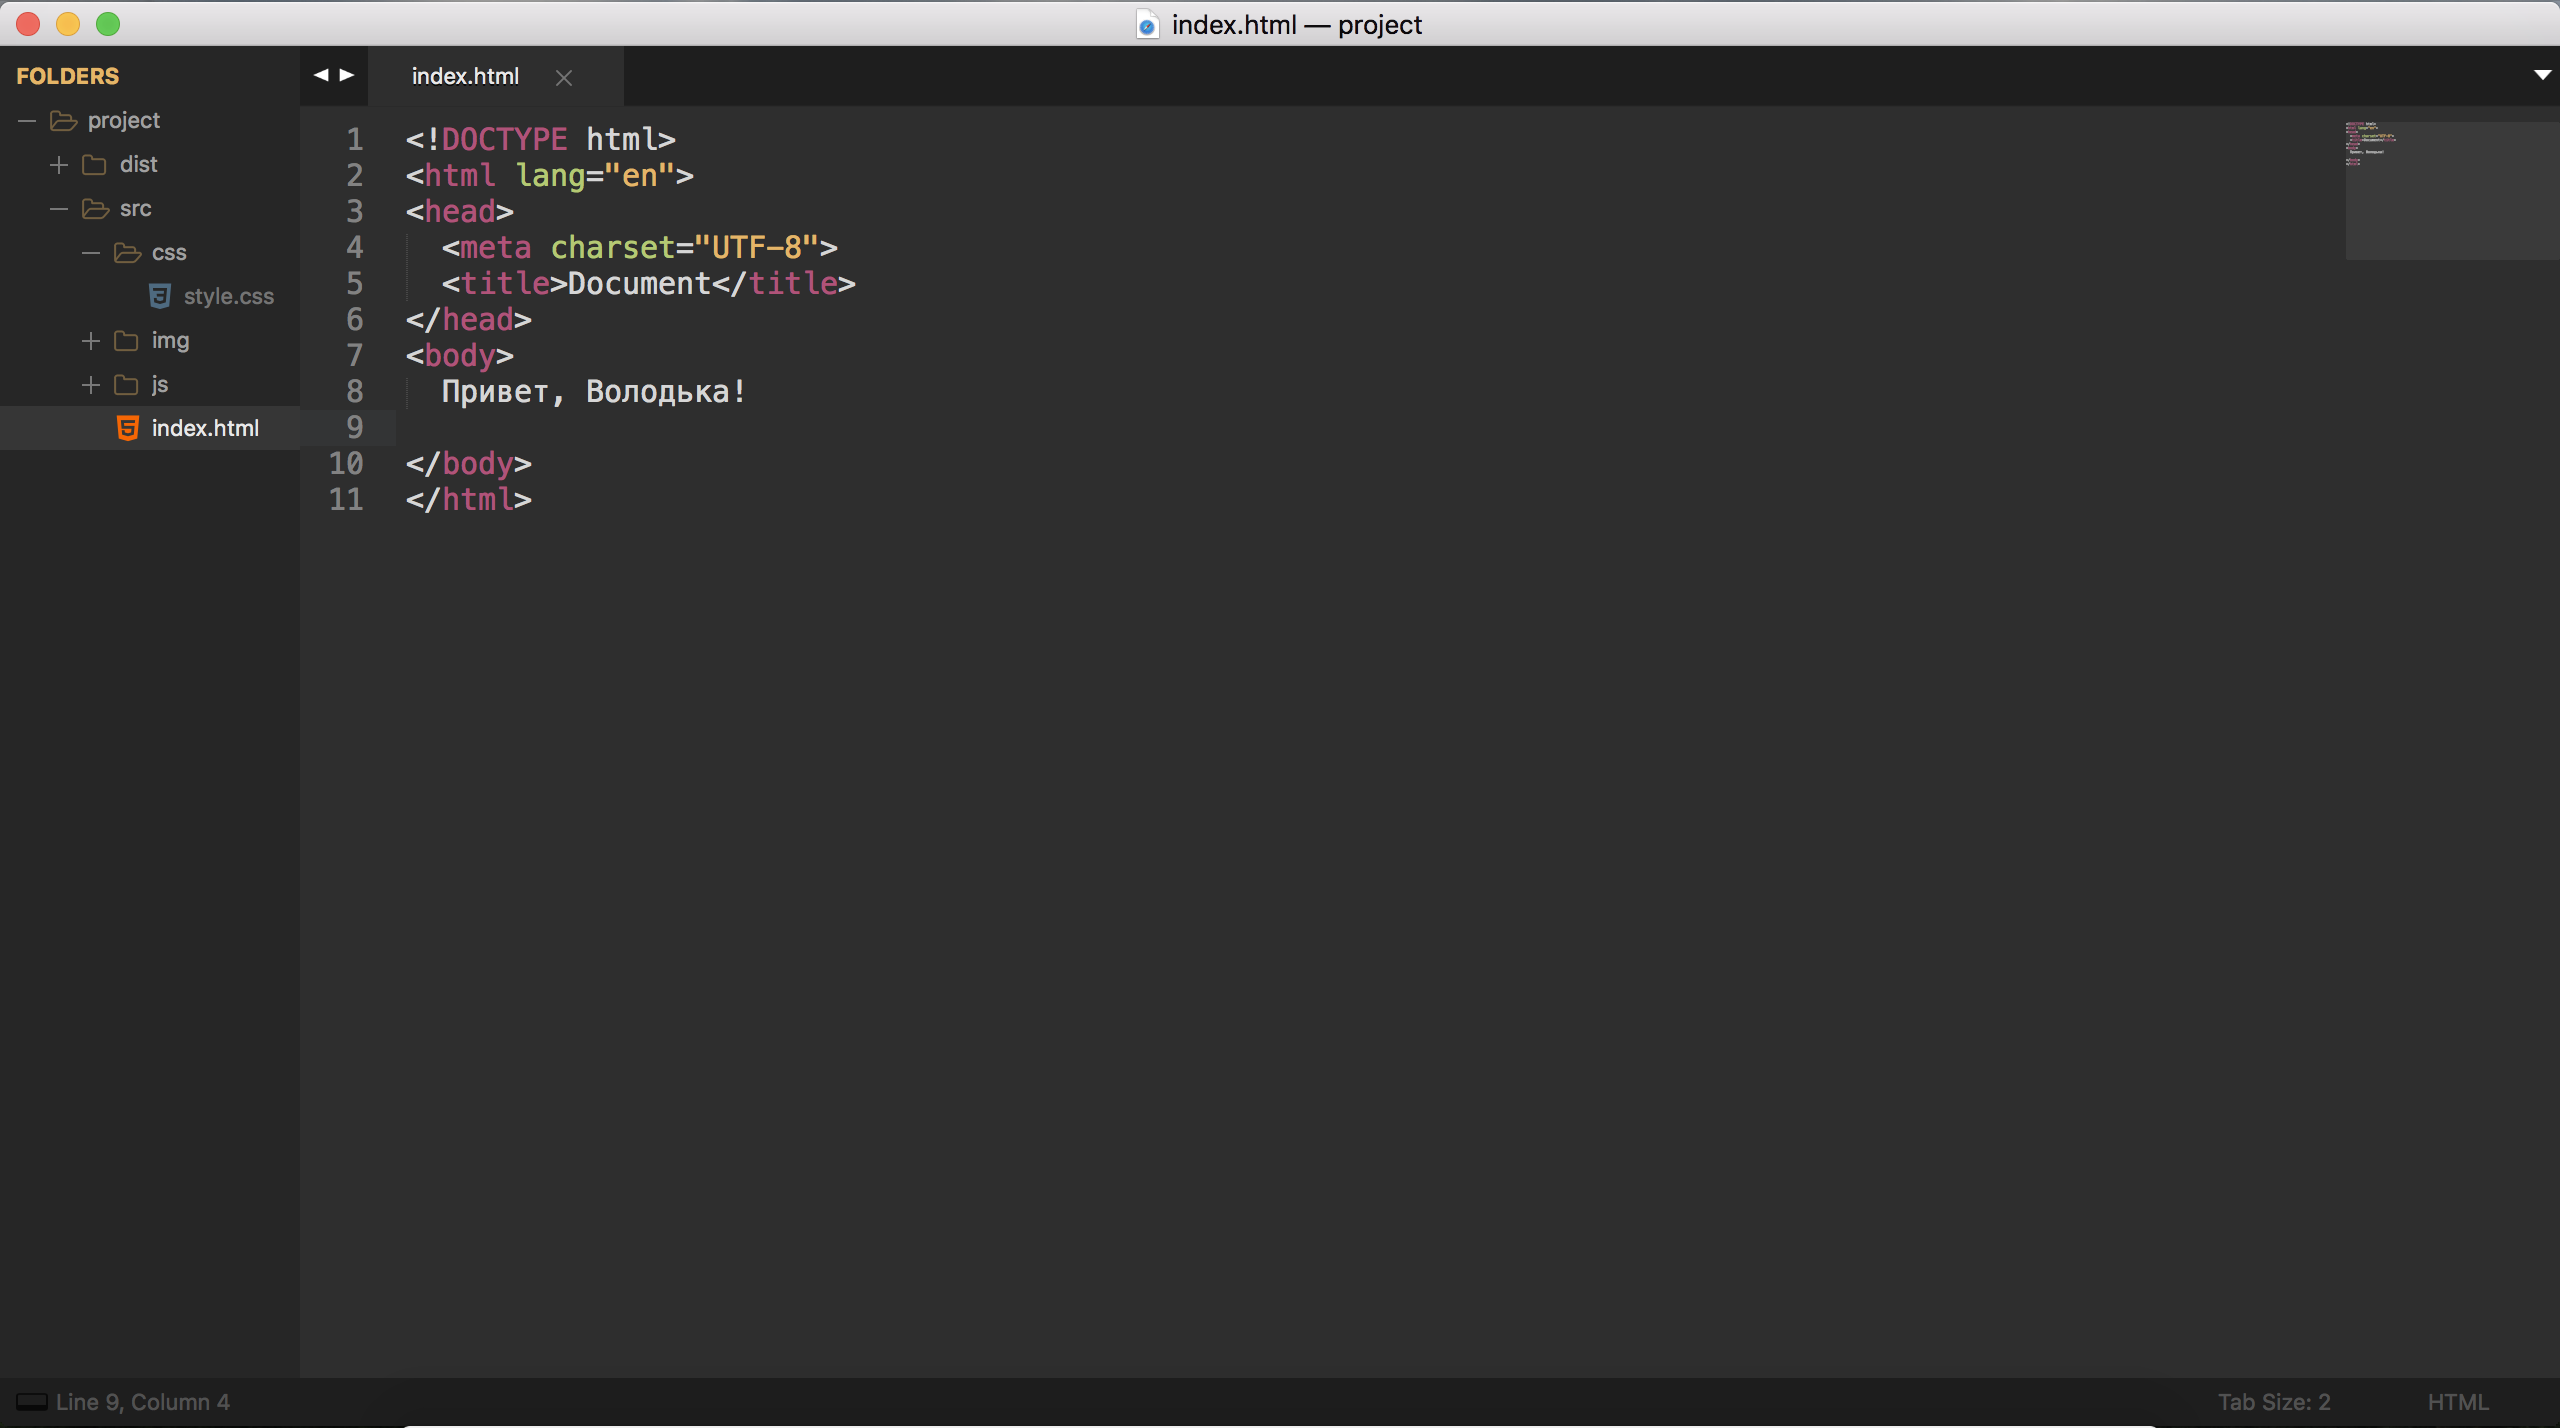 index.html — project
FOLDERS
project
dist
src
css
style.css
img
js
index.html
index.html
1 <!DOCTYPE html>
2 <html lang="en">
3 <head>
4 <meta charset="UTF-8">
5 <title>Document</title>
6 </head>
7 <body>
8 Привет, Володька!
9
10 </body>
11 </html>
Line 9, Column 4
Tab Size: 2
HTML